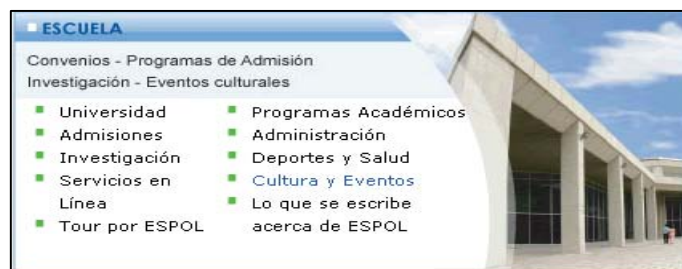 ESCUELA
Convenios - Programas de Admisión
Investigación - Eventos culturales
Universidad
Admisiones
Investigación
Servicios en
Línea
Tour por ESPOL
Programas Académicos
Administración
Deportes y Salud
Cultura y Eventos
Lo que se escribe
acerca de ESPOL